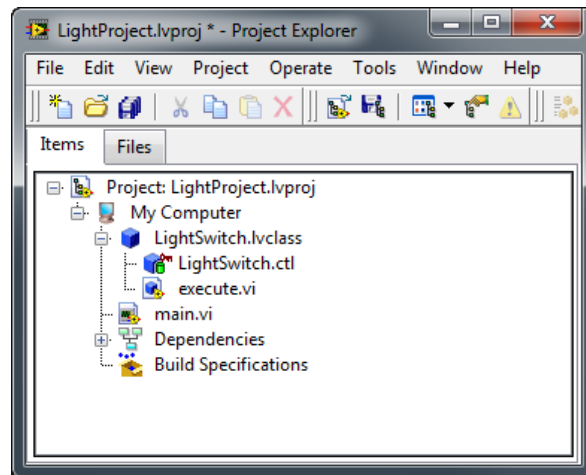 LightProject.lvproj * - Project Explorer
File Edit View Project Operate Tools Window Help
Items Files
Project: LightProject.lvproj
My Computer
LightSwitch.lvclass
LightSwitch.ctl
execute.vi
main.vi
Dependencies
Build Specifications